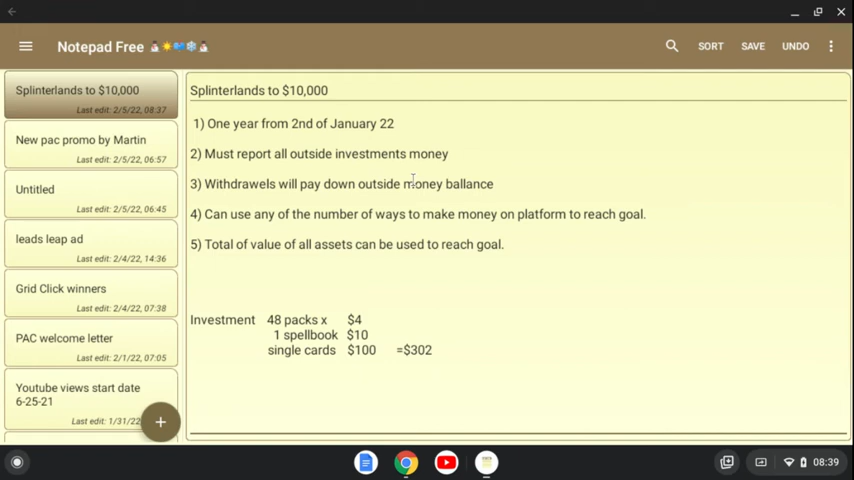 Notepad Free ⛄☀️💙❄️⛄
SORT SAVE UNDO
Splinterlands to $10,000
Last edit: 2/5/22, 08:37
New pac promo by Martin
Last edit: 2/5/22, 06:57
Untitled
Last edit: 2/5/22, 06:45
leads leap ad
Last edit: 2/4/22, 14:36
Grid Click winners
Last edit: 2/4/22, 07:38
PAC welcome letter
Last edit: 2/1/22, 07:05
Youtube views start date
6-25-21
Last edit: 1/31/22
+
Splinterlands to $10,000
1) One year from 2nd of January 22
2) Must report all outside investments money
3) Withdrawels will pay down outside money ballance
4) Can use any of the number of ways to make money on platform to reach goal.
5) Total of value of all assets can be used to reach goal.
Investment 48 packs x $4
1 spellbook $10
single cards $100 =$302
08:39